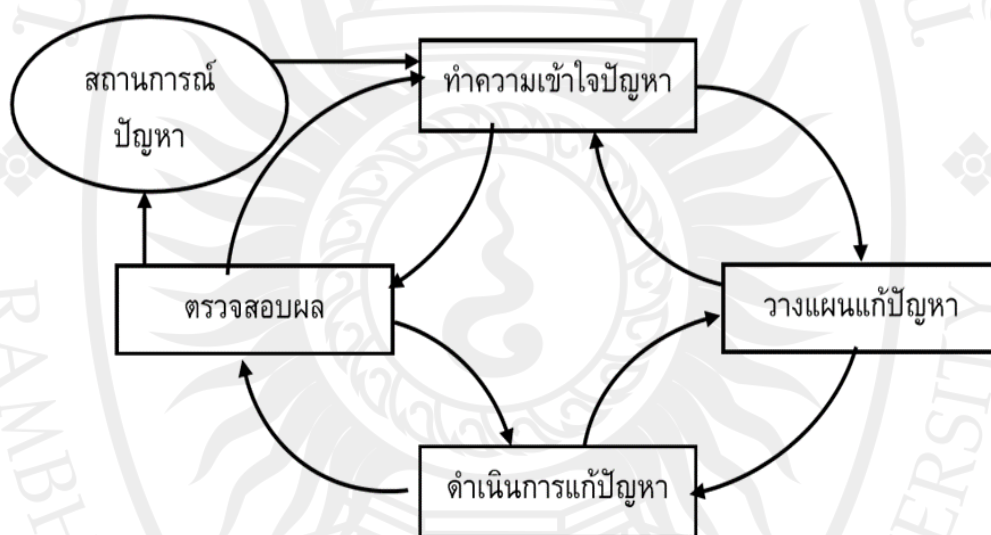 สถานการณ์
ปัญหา
ทำความเข้าใจปัญหา
ตรวจสอบผล
วางแผนแก้ปัญหา
ดำเนินการแก้ปัญหา
RAMBH
ERSITY